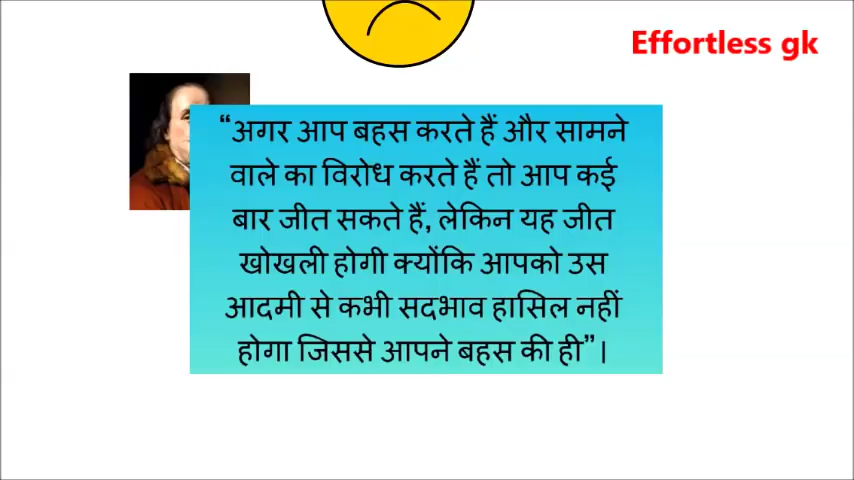 Effortless gk
“अगर आप बहस करते हैं और सामने
वाले का विरोध करते हैं तो आप कई
बार जीत सकते हैं, लेकिन यह जीत
खोखली होगी क्योंकि आपको उस
आदमी से कभी सदभाव हासिल नहीं
होगा जिससे आपने बहस की ही”।